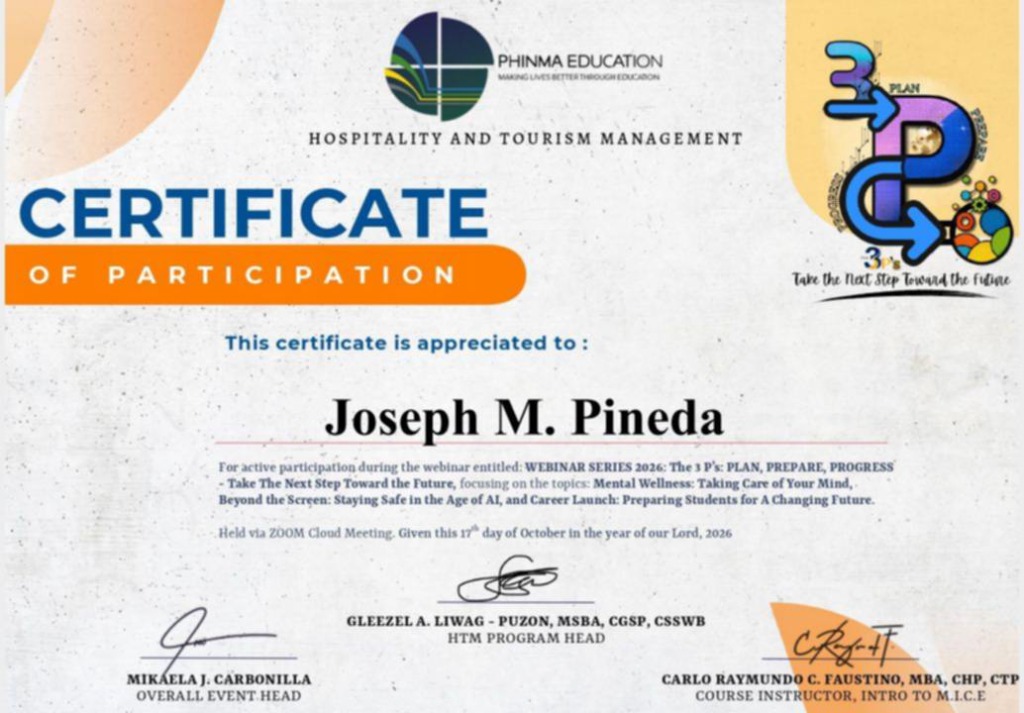 PHINMA EDUCATION
MAKING LIVES BETTER THROUGH EDUCATION
HOSPITALITY AND TOURISM MANAGEMENT
3
PLAN
P
PREPARE
PROGRESS
3P's
Take the Next Step Toward the Future
CERTIFICATE
OF PARTICIPATION
This certificate is appreciated to :
Joseph M. Pineda
For active participation during the webinar entitled: WEBINAR SERIES 2026: The 3 P's: PLAN, PREPARE, PROGRESS
- Take The Next Step Toward the Future, focusing on the topics: Mental Wellness: Taking Care of Your Mind,
Beyond the Screen: Staying Safe in the Age of AI, and Career Launch: Preparing Students for A Changing Future.
Held via ZOOM Cloud Meeting. Given this 17th day of October in the year of our Lord, 2026
GLEEZEL A. LIWAG - PUZON, MSBA, CGSP, CSSWB
HTM PROGRAM HEAD
MIKAELA J. CARBONILLA
OVERALL EVENT HEAD
CARLO RAYMUNDO C. FAUSTINO, MBA, CHP, CTP
COURSE INSTRUCTOR, INTRO TO M.I.C.E